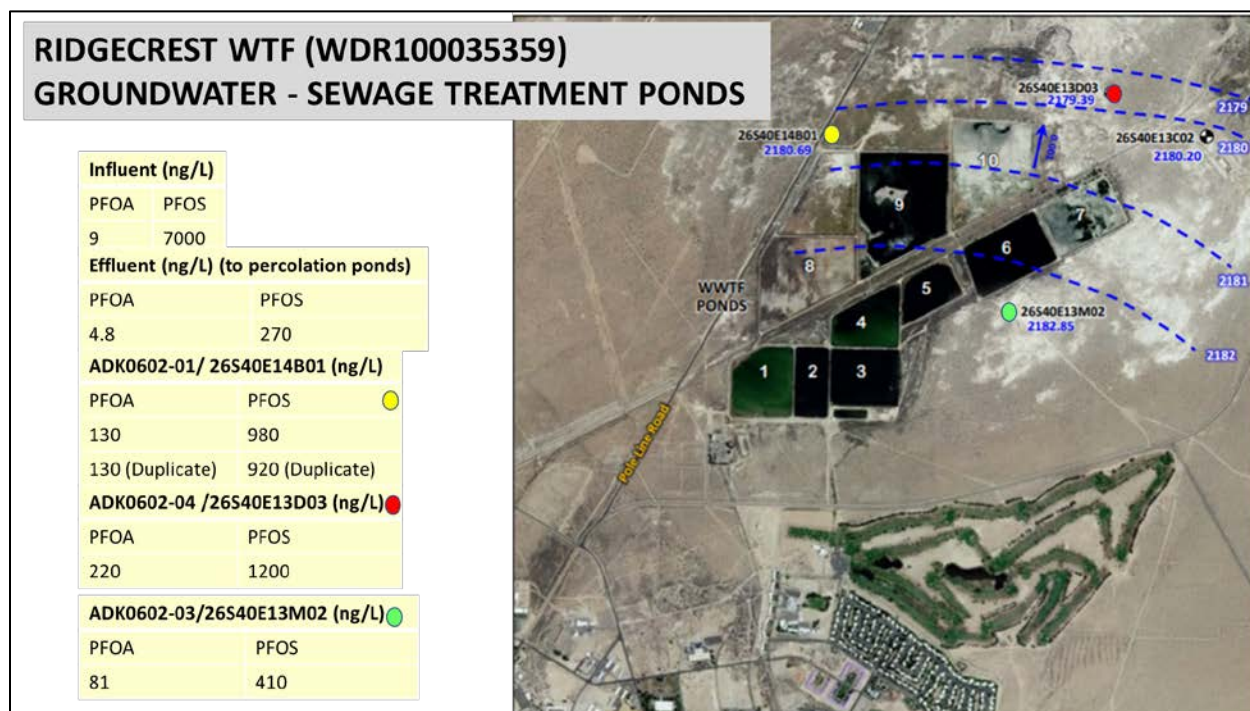 RIDGECREST WTF (WDR100035359)
GROUNDWATER - SEWAGE TREATMENT PONDS
Influent (ng/L)
PFOA PFOS
9 7000
Effluent (ng/L) (to percolation ponds)
PFOA PFOS
4.8 270
ADK0602-01/ 26S40E14B01 (ng/L)
PFOA PFOS
130 980
130 (Duplicate) 920 (Duplicate)
ADK0602-04 /26S40E13D03 (ng/L)
PFOA PFOS
220 1200
ADK0602-03/26S40E13M02 (ng/L)
PFOA PFOS
81 410
26S40E13D03
2179.39
2179
26S40E14B01
2180.69
26S40E13C02
2180.20
2180
10
9
7
6
8
2181
WWTF
PONDS
5
26S40E13M02
2182.85
4
2182
1
2
3
Pole Line Road